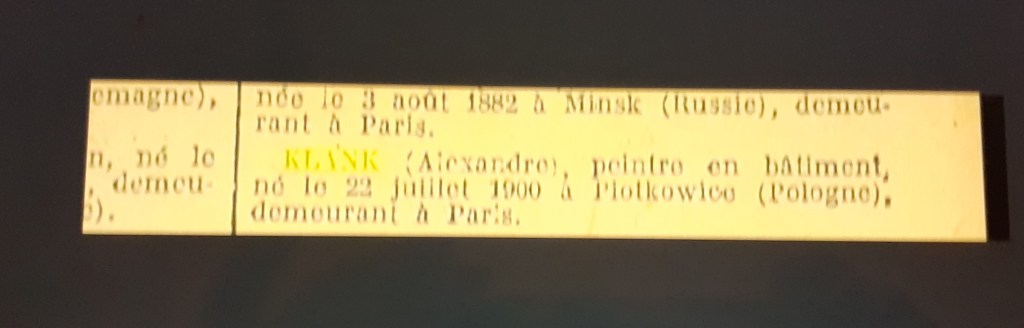 emagne),
n, né le
, demeu-
é).
née le 3 août 1882 à Minsk (Russie), demeu-
rant à Paris.
KLANK (Alexandre), peintre en bâtiment,
né le 22 juillet 1900 à Plotkowice (Pologne),
demeurant à Paris.